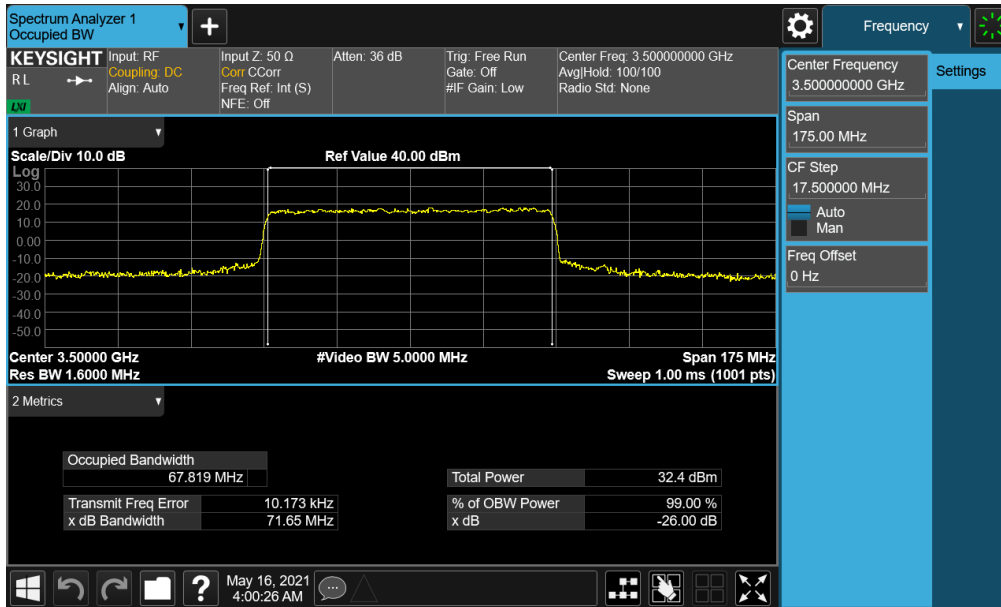 Spectrum Analyzer 1
Occupied BW
+
Frequency
KEYSIGHT
R L
LXI
Input: RF
Coupling: DC
Align: Auto
Input Z: 50 Ω
Corr CCorr
Freq Ref: Int (S)
NFE: Off
Atten: 36 dB
Trig: Free Run
Gate: Off
#IF Gain: Low
Center Freq: 3.500000000 GHz
Avg|Hold: 100/100
Radio Std: None
Center Frequency
3.500000000 GHz
Settings
Span
175.00 MHz
CF Step
17.500000 MHz
Auto
Man
Freq Offset
0 Hz
1 Graph
Scale/Div 10.0 dB
Ref Value 40.00 dBm
Log
30.0
20.0
10.0
0.00
-10.0
-20.0
-30.0
-40.0
-50.0
Center 3.50000 GHz
#Video BW 5.0000 MHz
Span 175 MHz
Res BW 1.6000 MHz
Sweep 1.00 ms (1001 pts)
2 Metrics
Occupied Bandwidth
67.819 MHz
Total Power 32.4 dBm
Transmit Freq Error 10.173 kHz
% of OBW Power 99.00 %
x dB Bandwidth 71.65 MHz
x dB -26.00 dB
?
May 16, 2021
4:00:26 AM